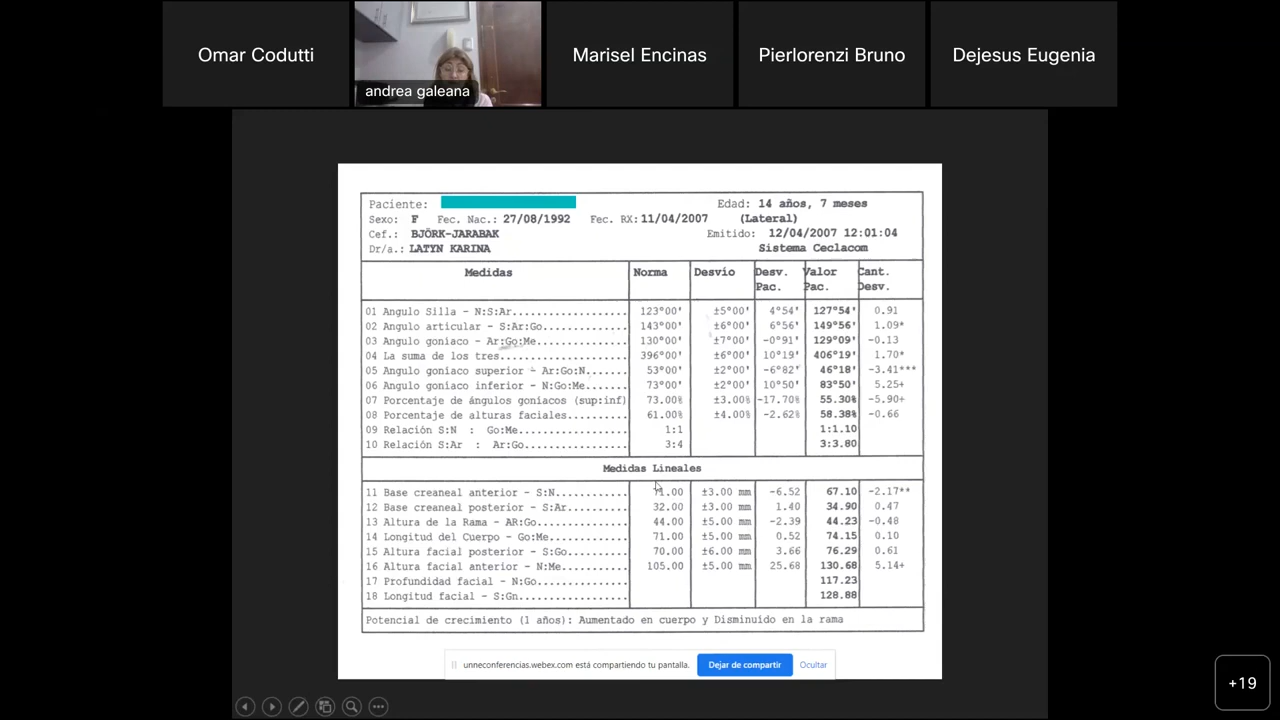 Omar Codutti
andrea galeana
Marisel Encinas
Pierlorenzi Bruno
Dejesus Eugenia
Paciente: Edad: 14 años, 7 meses
Sexo: F Fec. Nac.: 27/08/1992 Fec. RX: 11/04/2007 (Lateral)
Cef.: BJÖRK-JARABAK Emitido: 12/04/2007 12:01:04
Dr/a.: LATYN KARINA Sistema Ceclacom
Medidas Norma Desvío Desv. Pac. Valor Pac. Cant. Desv.
01 Angulo Silla - N:S:Ar 123°00' ±5°00' 4°54' 127°54' 0.91
02 Angulo articular - S:Ar:Go 143°00' ±6°00' 6°56' 149°56' 1.09*
03 Angulo goniaco - Ar:Go:Me 130°00' ±7°00' -0°91' 129°09' -0.13
04 La suma de los tres 396°00' ±6°00' 10°19' 406°19' 1.70*
05 Angulo goniaco superior - Ar:Go:N 53°00' ±2°00' -6°82' 46°18' -3.41***
06 Angulo goniaco inferior - N:Go:Me 73°00' ±2°00' 10°50' 83°50' 5.25+
07 Porcentaje de ángulos goníacos (sup:inf) 73.00% ±3.00% -17.70% 55.30% -5.90+
08 Porcentaje de alturas faciales 61.00% ±4.00% -2.62% 58.38% -0.66
09 Relación S:N : Go:Me 1:1 1:1.10
10 Relación S:Ar : Ar:Go 3:4 3:3.80
Medidas Lineales
11 Base creaneal anterior - S:N 71.00 ±3.00 mm -6.52 67.10 -2.17**
12 Base creaneal posterior - S:Ar 32.00 ±3.00 mm 1.40 34.90 0.47
13 Altura de la Rama - AR:Go 44.00 ±5.00 mm -2.39 44.23 -0.48
14 Longitud del Cuerpo - Go:Me 71.00 ±5.00 mm 0.52 74.15 0.10
15 Altura facial posterior - S:Go 70.00 ±6.00 mm 3.66 76.29 0.61
16 Altura facial anterior - N:Me 105.00 ±5.00 mm 25.68 130.68 5.14+
17 Profundidad facial - N:Go 117.23
18 Longitud facial - S:Gn 128.88
Potencial de crecimiento (1 años): Aumentado en cuerpo y Disminuído en la rama
unneconferencias.webex.com está compartiendo tu pantalla. Dejar de compartir Ocultar
+19